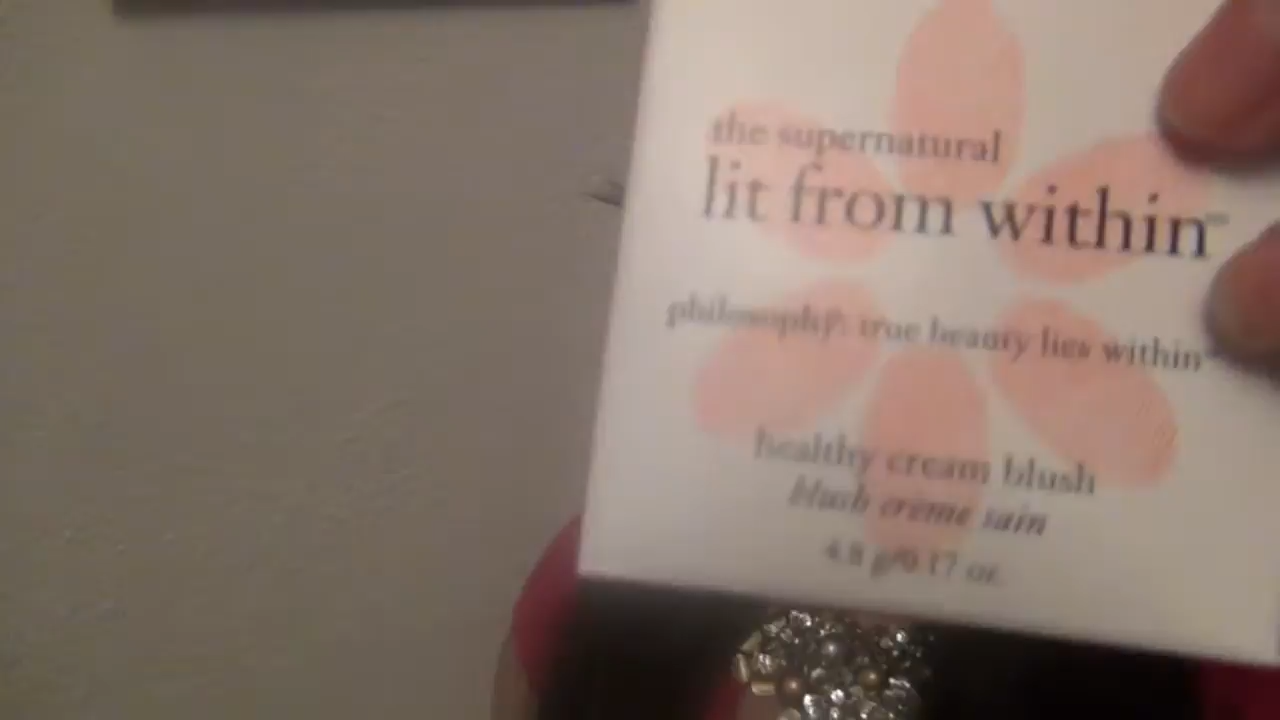 the supernatural
lit from within™
philosophy®: true beauty lies within™
healthy cream blush
blush crème sain
4.8 g/0.17 oz.